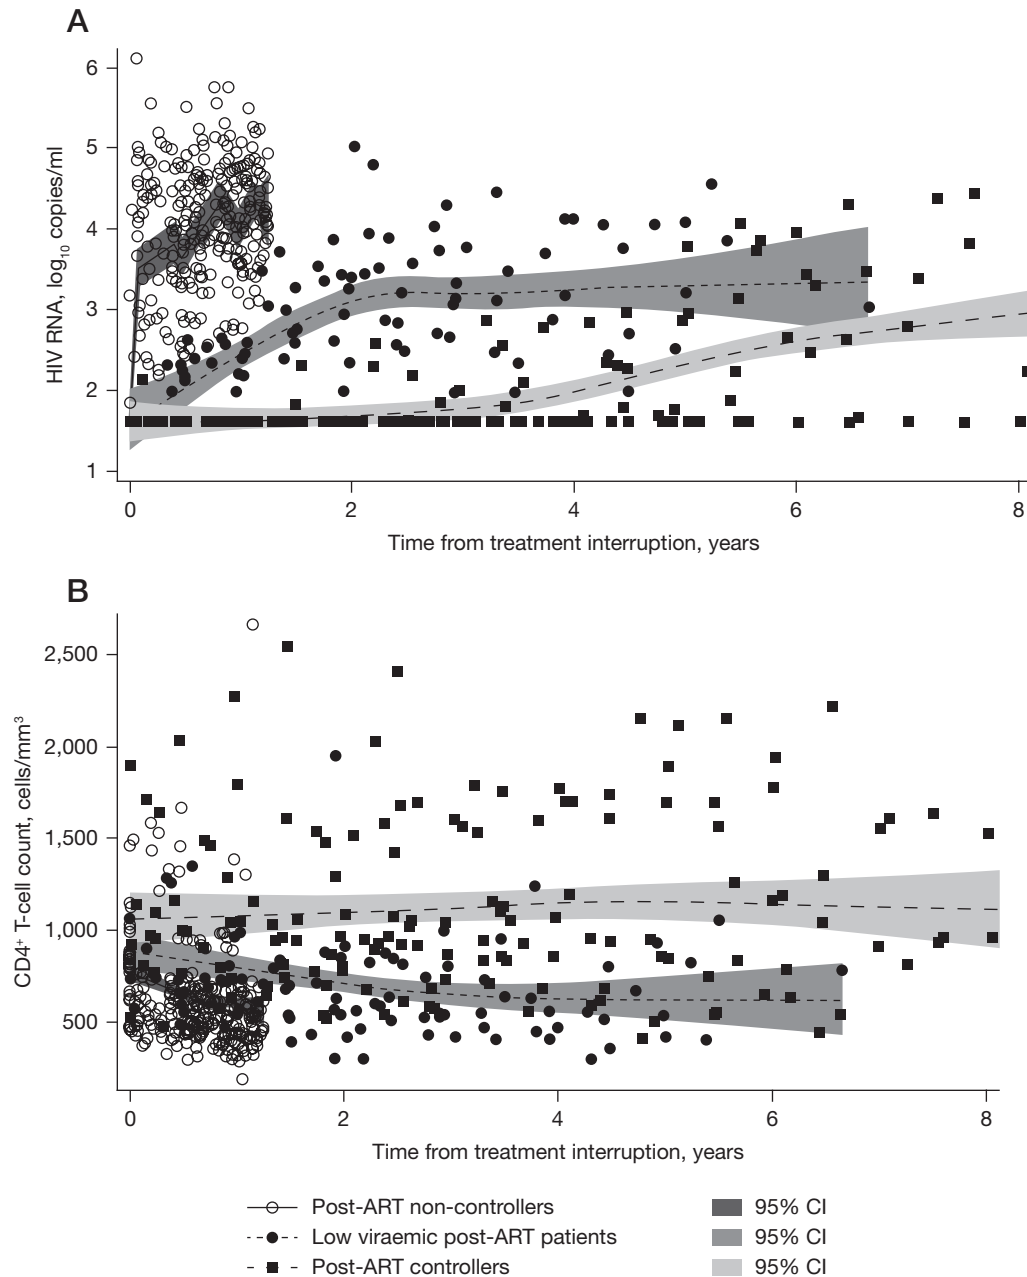 A
6
5
4
3
2
1
HIV RNA, log10 copies/ml
0 2 4 6 8
Time from treatment interruption, years
B
2,500
2,000
1,500
1,000
500
CD4+ T-cell count, cells/mm3
0 2 4 6 8
Time from treatment interruption, years
Post-ART non-controllers 95% CI
Low viraemic post-ART patients 95% CI
Post-ART controllers 95% CI